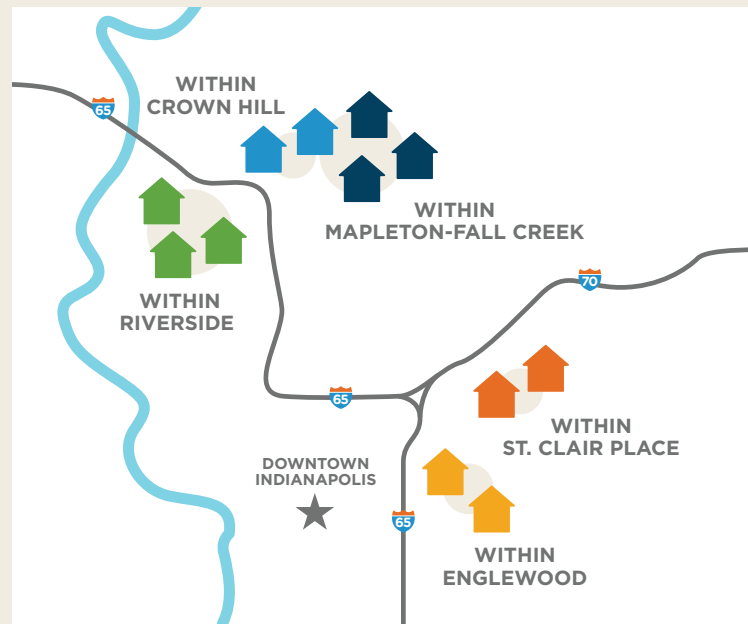 WITHIN
CROWN HILL
65
WITHIN
MAPLETON-FALL CREEK
WITHIN
RIVERSIDE
70
65
WITHIN
ST. CLAIR PLACE
DOWNTOWN
INDIANAPOLIS
65
WITHIN
ENGLEWOOD